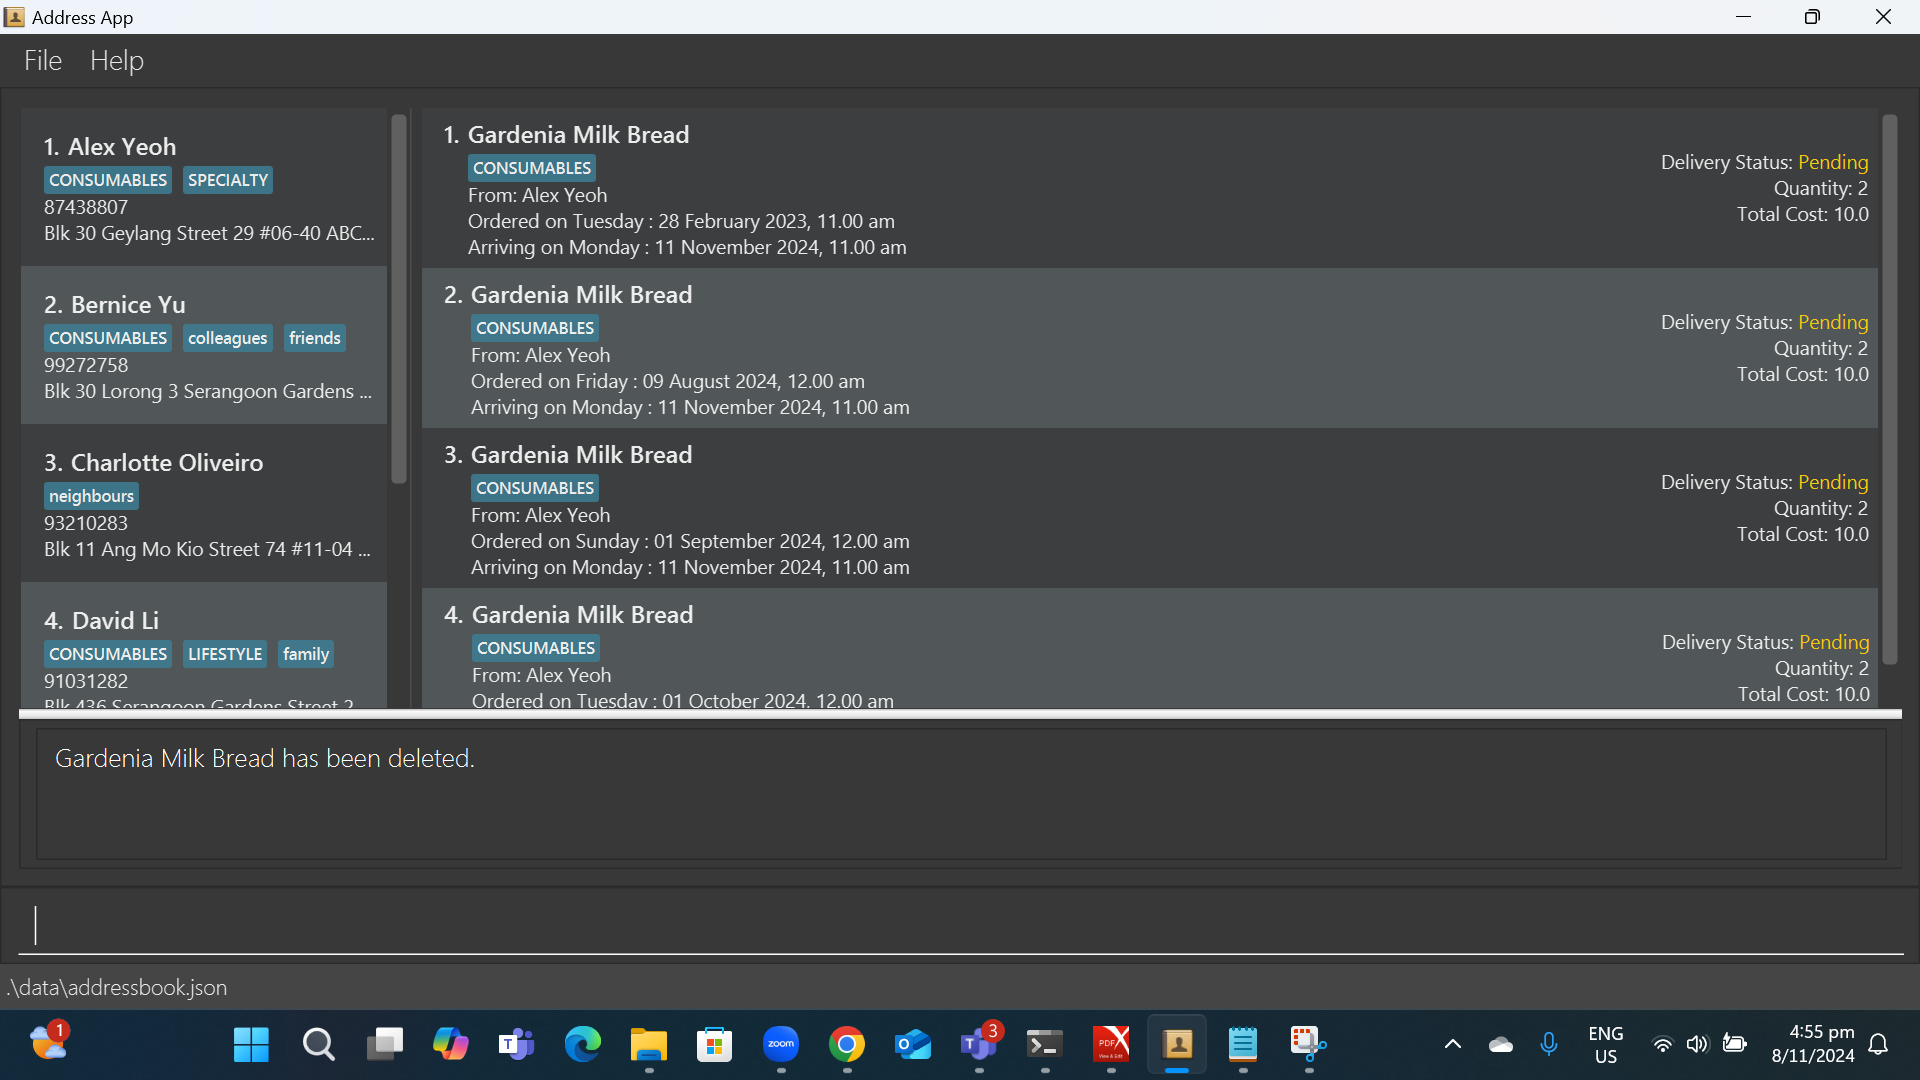 Address App
File Help
1. Alex Yeoh
CONSUMABLES SPECIALTY
87438807
Blk 30 Geylang Street 29 #06-40 ABC...
2. Bernice Yu
CONSUMABLES colleagues friends
99272758
Blk 30 Lorong 3 Serangoon Gardens ...
3. Charlotte Oliveiro
neighbours
93210283
Blk 11 Ang Mo Kio Street 74 #11-04 ...
4. David Li
CONSUMABLES LIFESTYLE family
91031282
Blk 436 Serangoon Gardens Street 2...
1. Gardenia Milk Bread
CONSUMABLES
From: Alex Yeoh
Ordered on Tuesday : 28 February 2023, 11.00 am
Arriving on Monday : 11 November 2024, 11.00 am
Delivery Status: Pending
Quantity: 2
Total Cost: 10.0
2. Gardenia Milk Bread
CONSUMABLES
From: Alex Yeoh
Ordered on Friday : 09 August 2024, 12.00 am
Arriving on Monday : 11 November 2024, 11.00 am
Delivery Status: Pending
Quantity: 2
Total Cost: 10.0
3. Gardenia Milk Bread
CONSUMABLES
From: Alex Yeoh
Ordered on Sunday : 01 September 2024, 12.00 am
Arriving on Monday : 11 November 2024, 11.00 am
Delivery Status: Pending
Quantity: 2
Total Cost: 10.0
4. Gardenia Milk Bread
CONSUMABLES
From: Alex Yeoh
Ordered on Tuesday : 01 October 2024, 12.00 am
Delivery Status: Pending
Quantity: 2
Total Cost: 10.0
Gardenia Milk Bread has been deleted.
.\data\addressbook.json
1
zoom
3
PDF
View & Edit
ENG
US
4:55 pm
8/11/2024